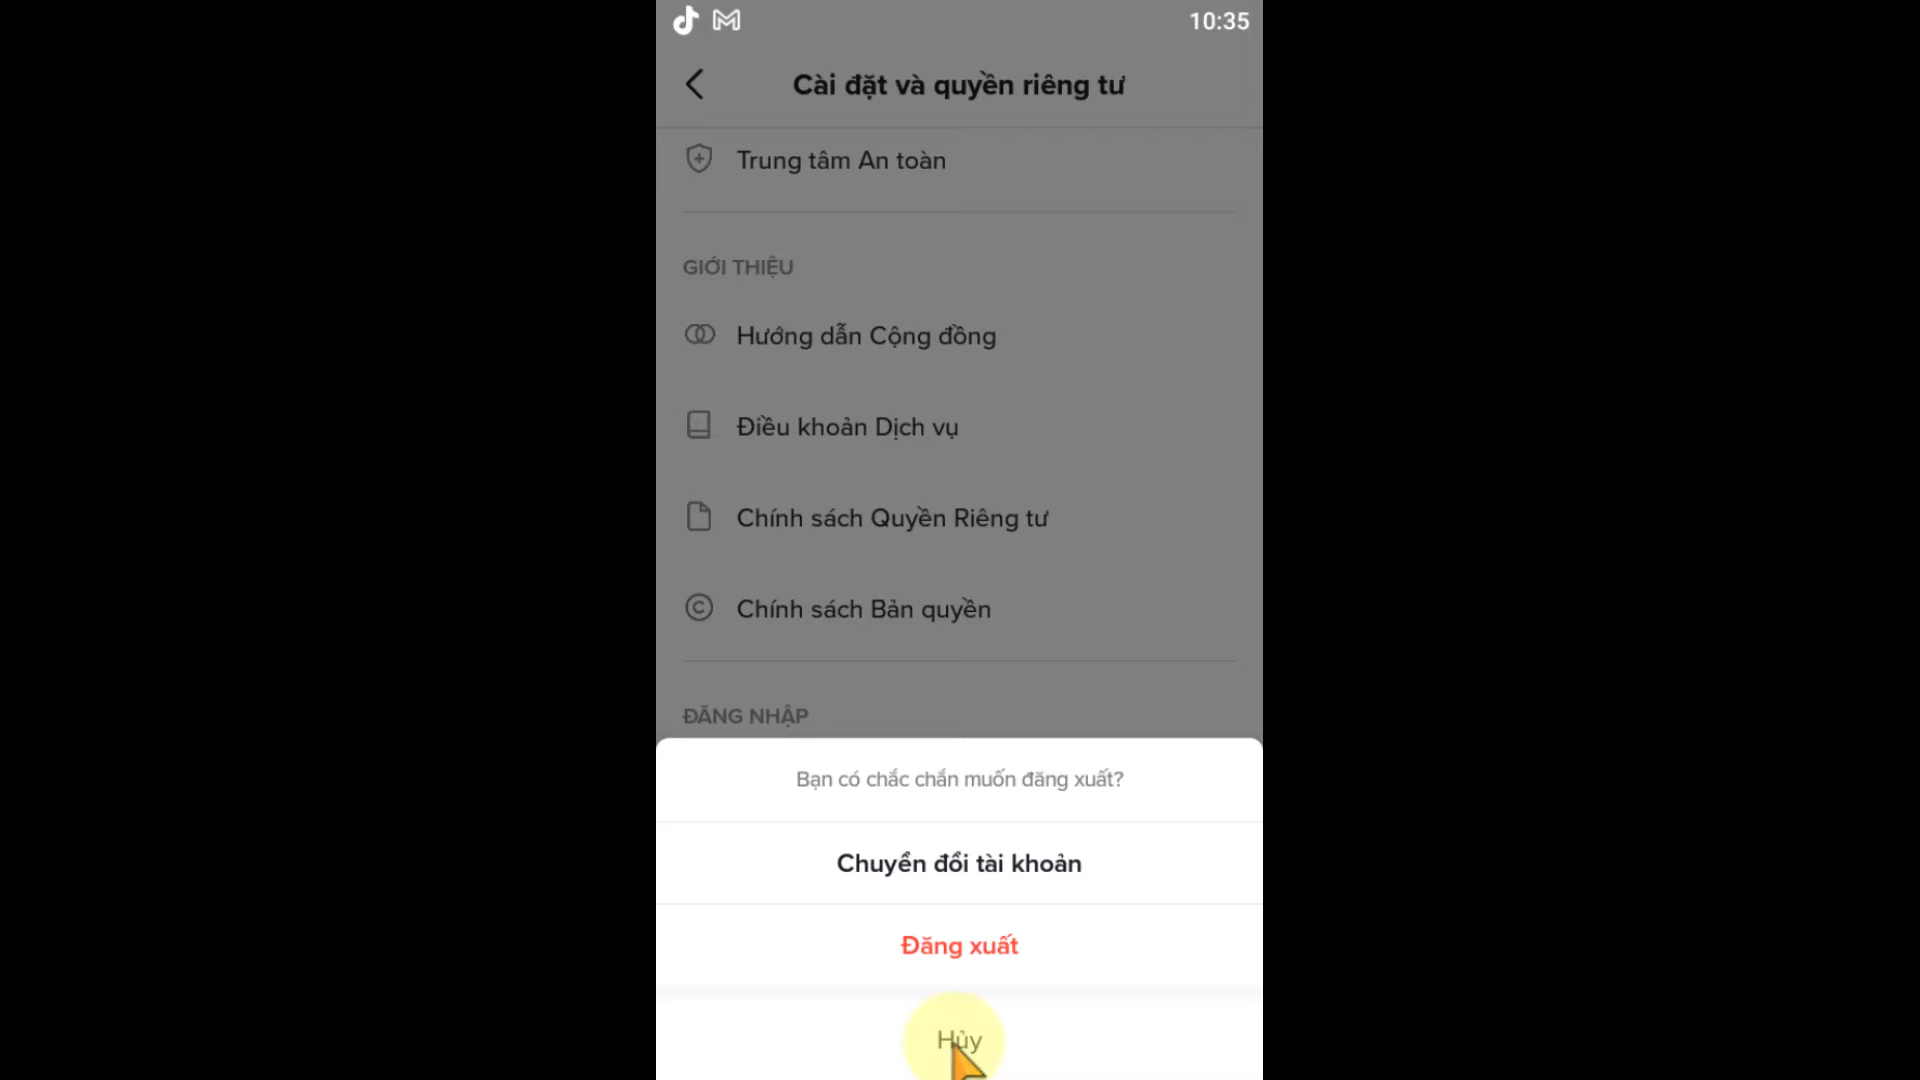 10:35
Cài đặt và quyền riêng tư
Trung tâm An toàn
GIỚI THIỆU
Hướng dẫn Cộng đồng
Điều khoản Dịch vụ
Chính sách Quyền Riêng tư
Chính sách Bản quyền
ĐĂNG NHẬP
Bạn có chắc chắn muốn đăng xuất?
Chuyển đổi tài khoản
Đăng xuất
Hủy